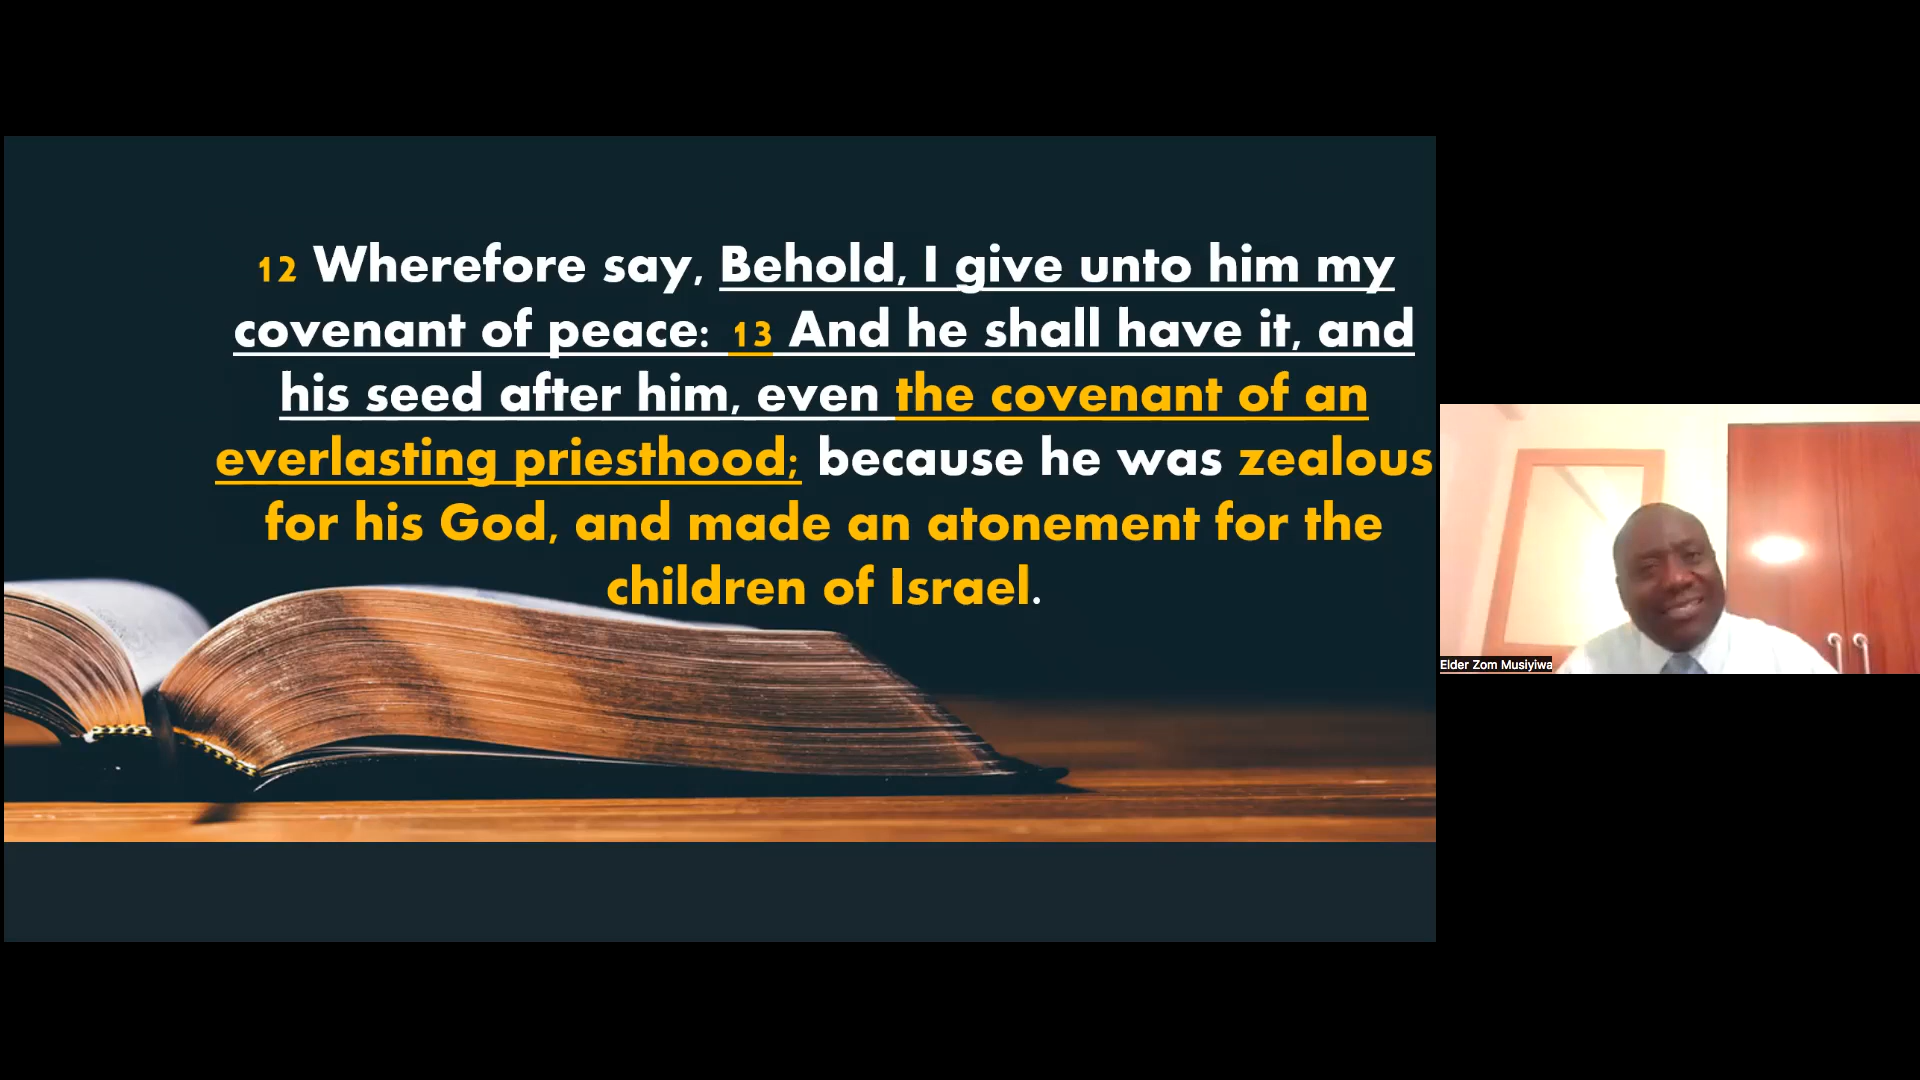 12 Wherefore say, Behold, I give unto him my
covenant of peace: 13 And he shall have it, and
his seed after him, even the covenant of an
everlasting priesthood; because he was zealous
for his God, and made an atonement for the
children of Israel.
Elder Zom Musiyiwa